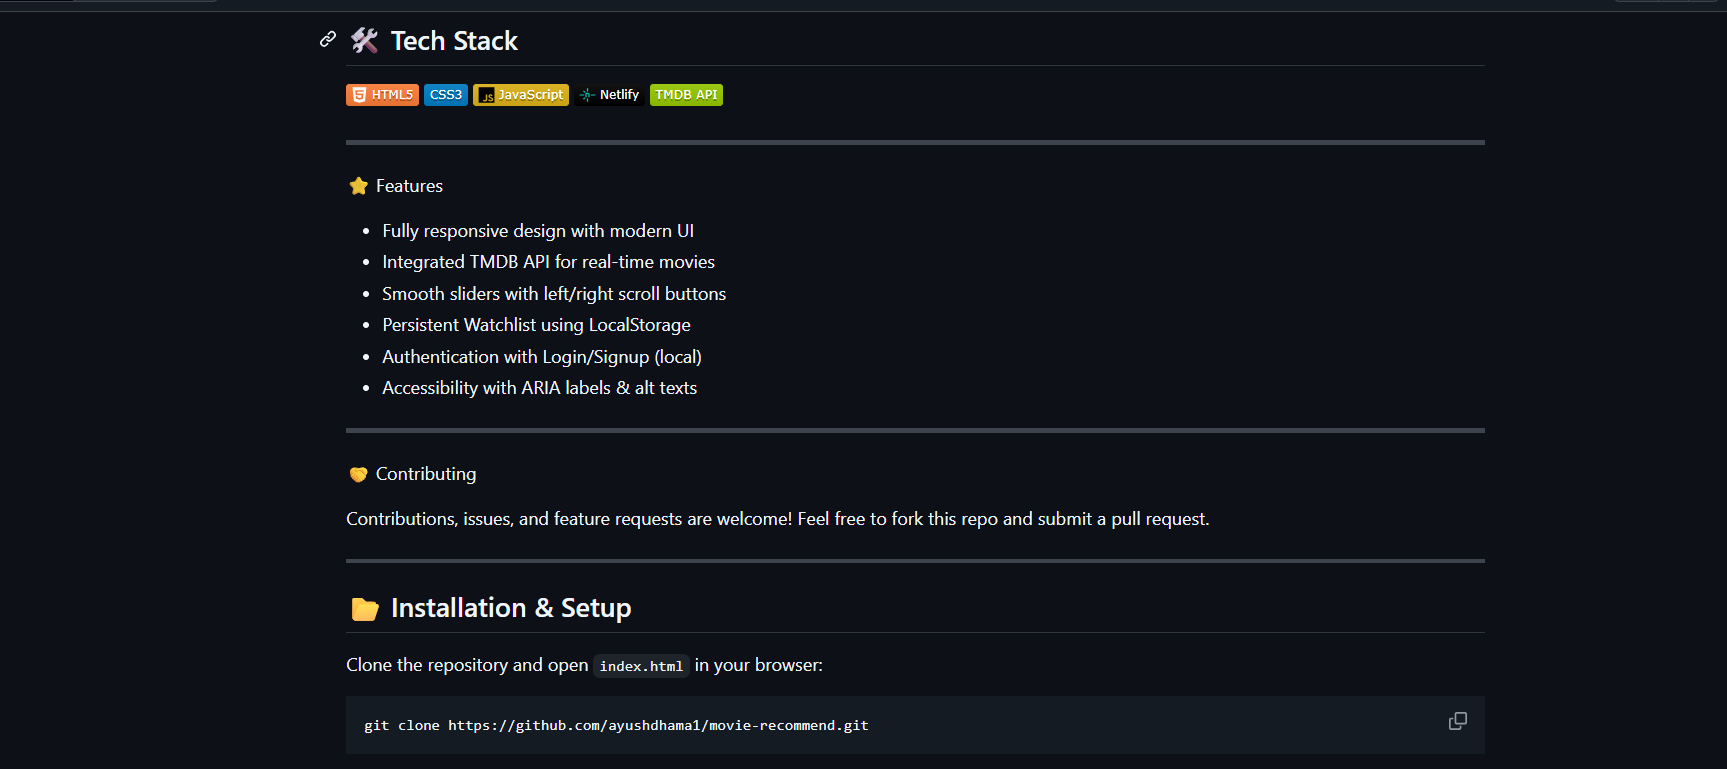 Tech Stack
HTML5 CSS3 JavaScript Netlify TMDB API
Features
Fully responsive design with modern UI
Integrated TMDB API for real-time movies
Smooth sliders with left/right scroll buttons
Persistent Watchlist using LocalStorage
Authentication with Login/Signup (local)
Accessibility with ARIA labels & alt texts
Contributing
Contributions, issues, and feature requests are welcome! Feel free to fork this repo and submit a pull request.
Installation & Setup
Clone the repository and open index.html in your browser:
git clone https://github.com/ayushdhama1/movie-recommend.git